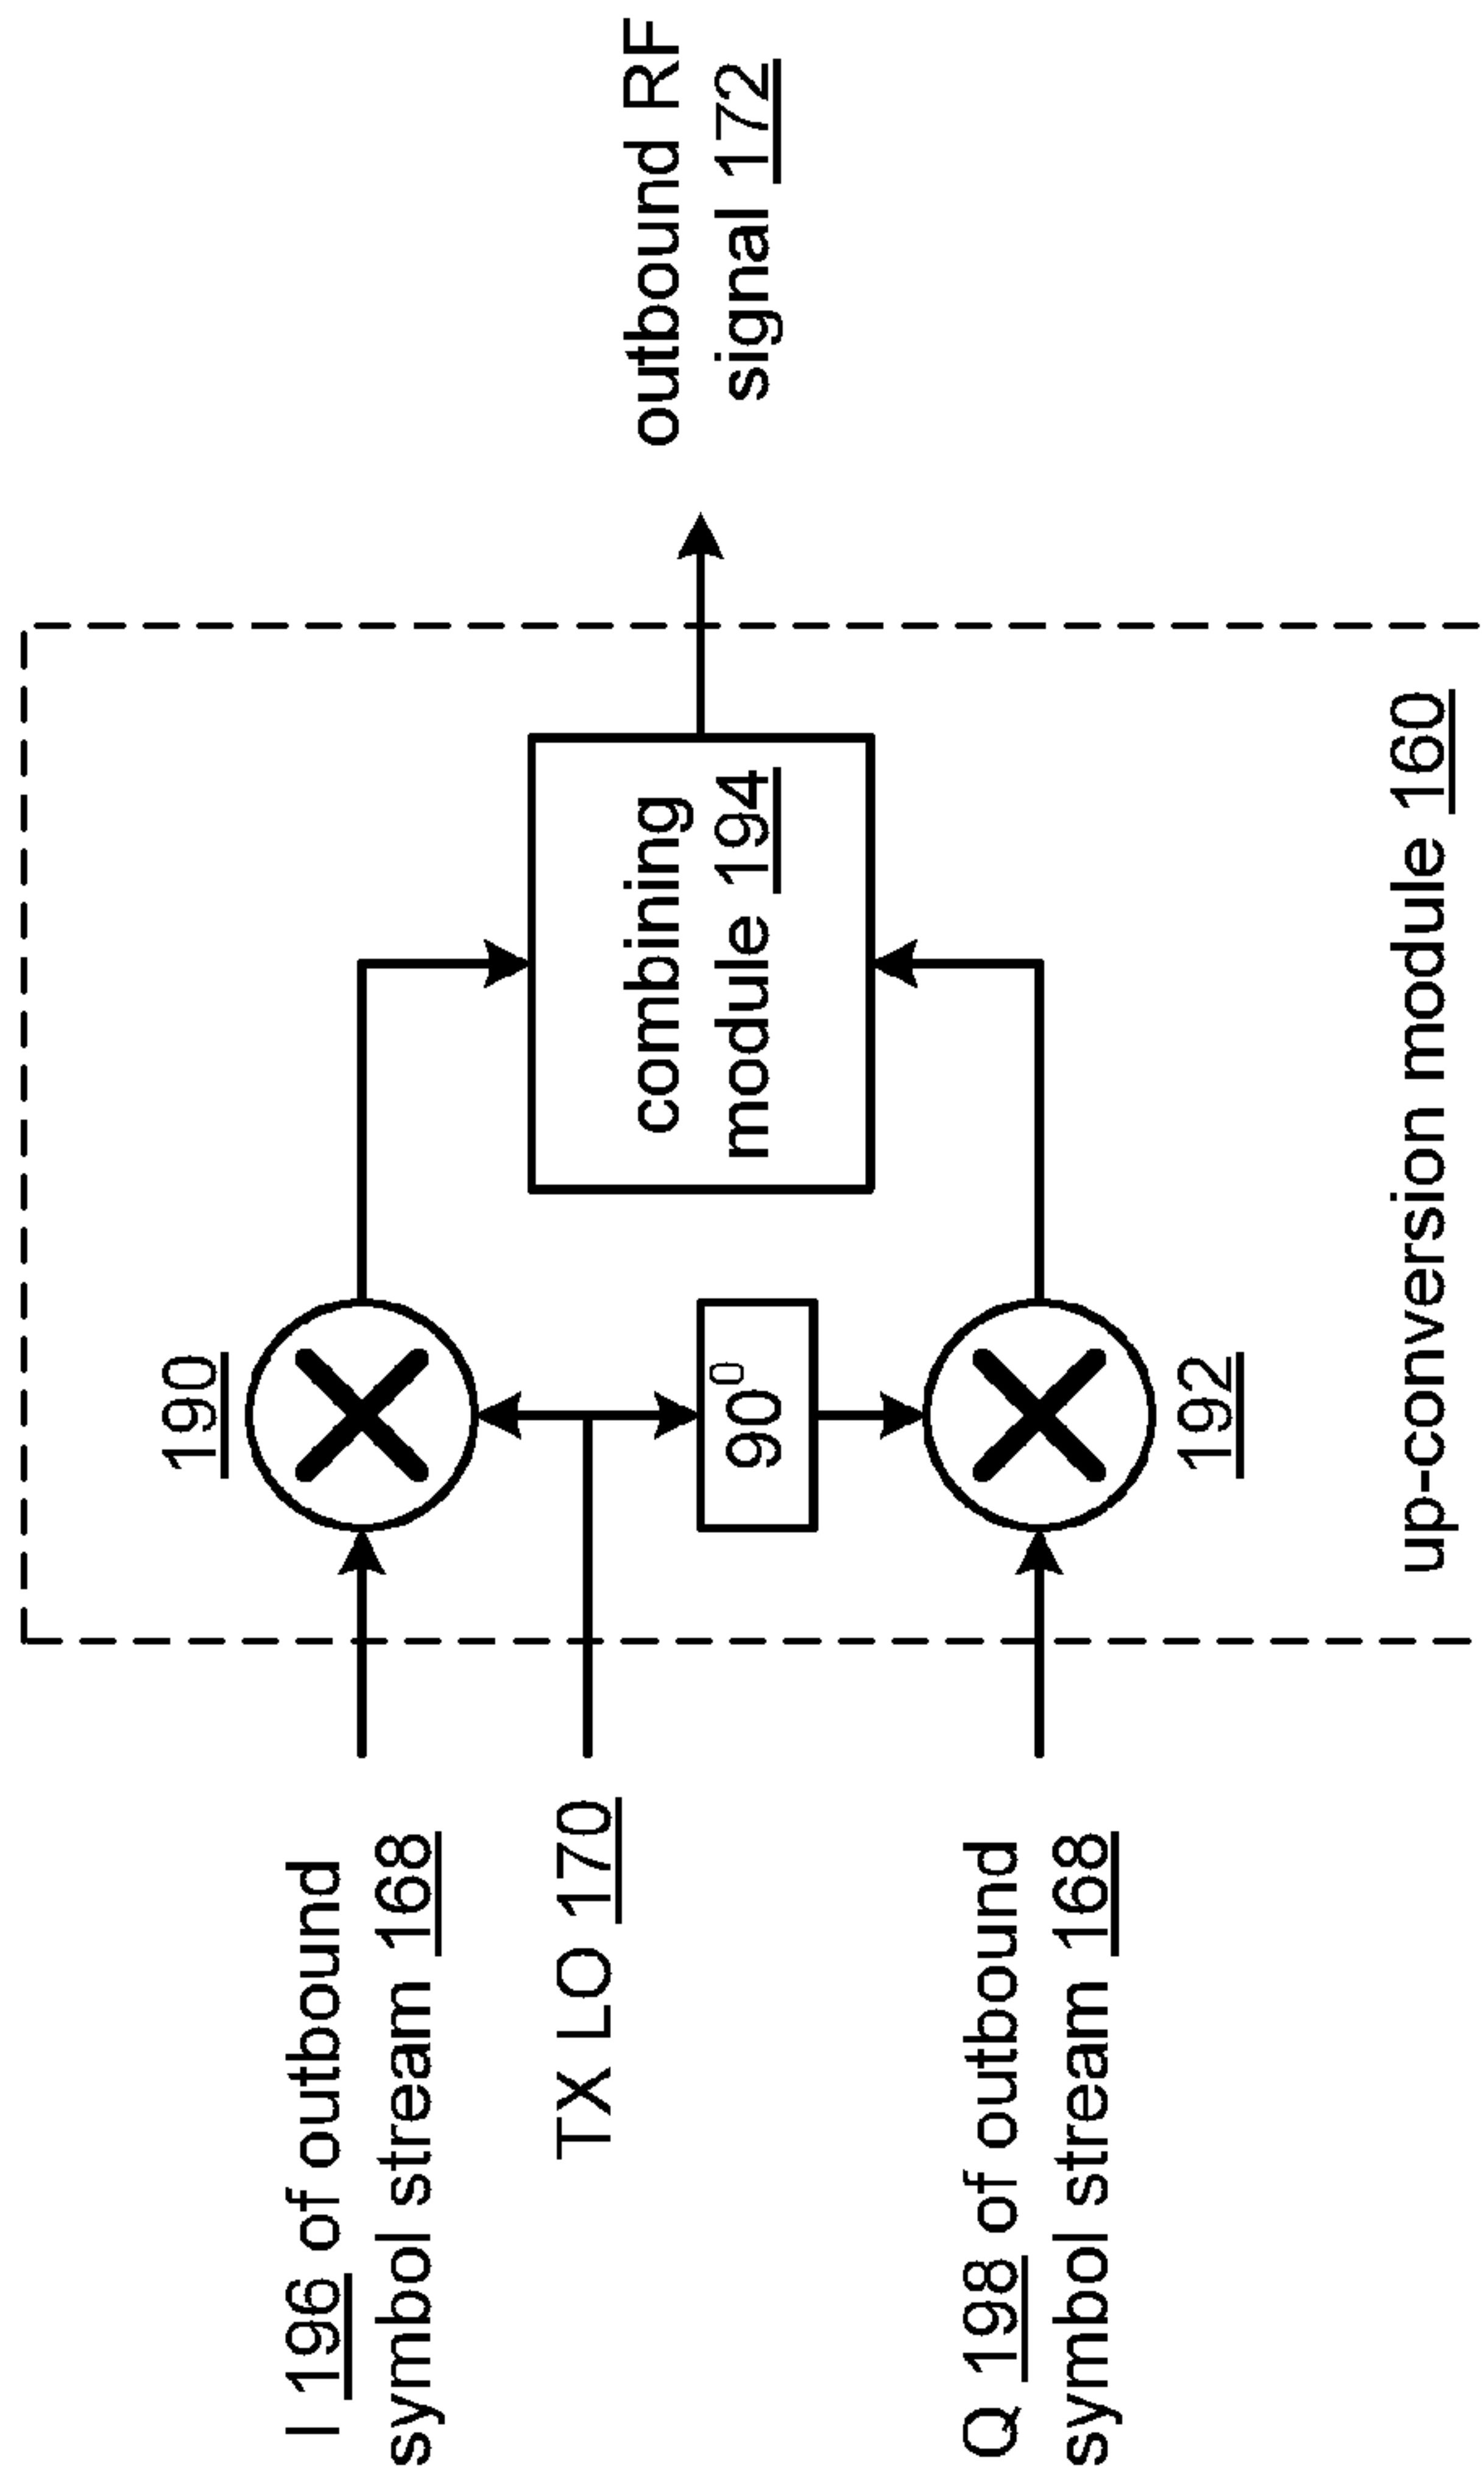 I 196 of outbound
symbol stream 168
TX LO 170
Q 198 of outbound
symbol stream 168
190
90⁰
192
combining
module 194
up-conversion module 160
outbound RF
signal 172